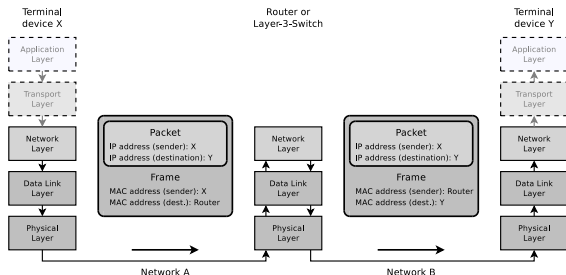 Terminal
device X
Router or
Layer-3-Switch
Terminal
device Y
Application
Layer
Transport
Layer
Network
Layer
Data Link
Layer
Physical
Layer
Packet
IP address (sender): X
IP address (destination): Y
Frame
MAC address (sender): X
MAC address (dest.): Router
Network A
Network
Layer
Data Link
Layer
Physical
Layer
Packet
IP address (sender): X
IP address (destination): Y
Frame
MAC address (sender): Router
MAC address (dest.): Y
Network B
Application
Layer
Transport
Layer
Network
Layer
Data Link
Layer
Physical
Layer